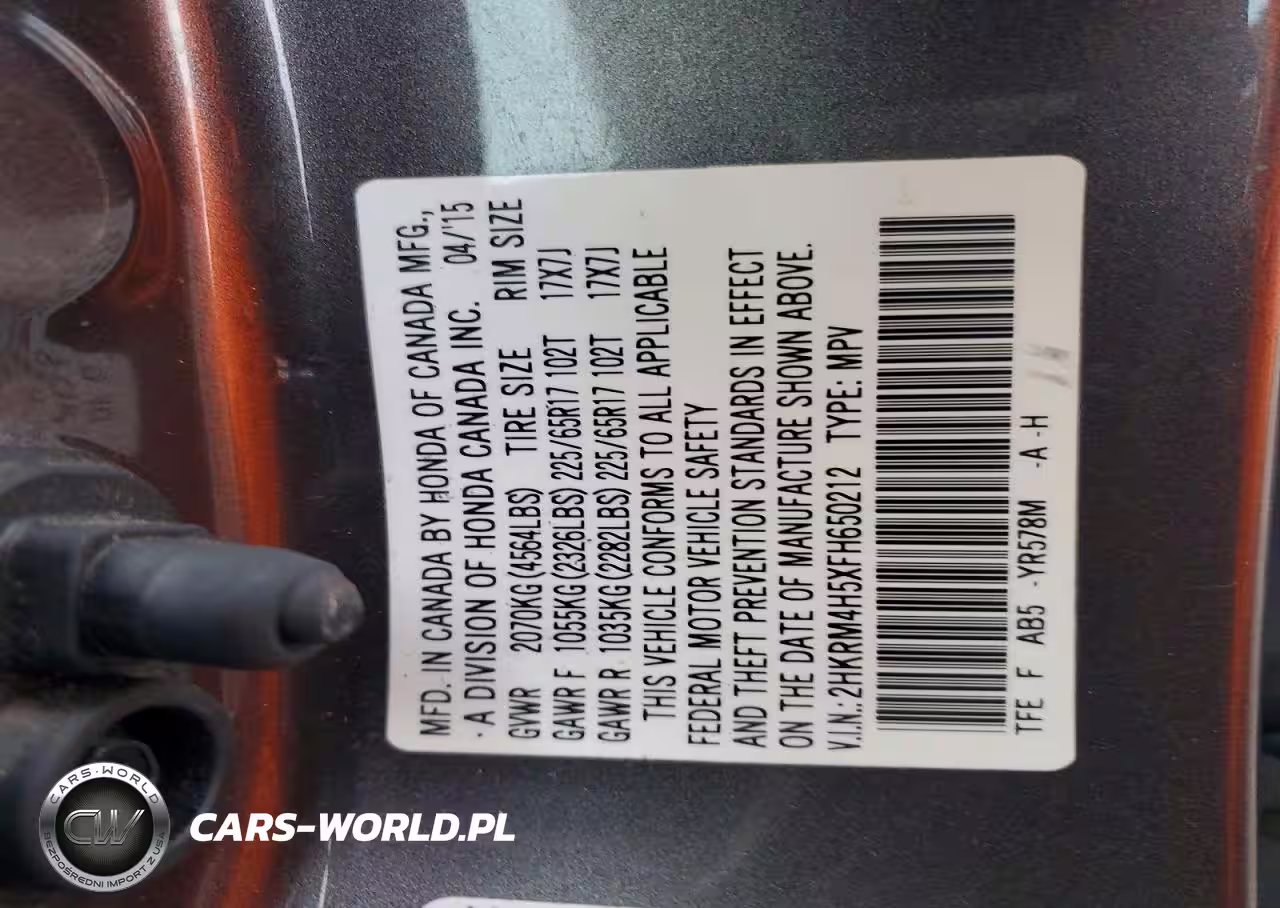 MFD. IN CANADA BY HONDA OF CANADA MFG.,
A DIVISION OF HONDA CANADA INC. 04/'15
GVWR 2070KG (4564LBS) TIRE SIZE RIM SIZE
GAWR F 1055KG (2326LBS) 225/65R17 102T 17X7J
GAWR R 1035KG (2282LBS) 225/65R17 102T 17X7J
THIS VEHICLE CONFORMS TO ALL APPLICABLE
FEDERAL MOTOR VEHICLE SAFETY
AND THEFT PREVENTION STANDARDS IN EFFECT
ON THE DATE OF MANUFACTURE SHOWN ABOVE.
V.I.N.: 2HKRM4H5XFH650212 TYPE: MPV
TFE F AB5 -YR578M -A-H
CARS-WORLD
CW
BEZPOŚREDNI IMPORT Z USA
CARS-WORLD.PL